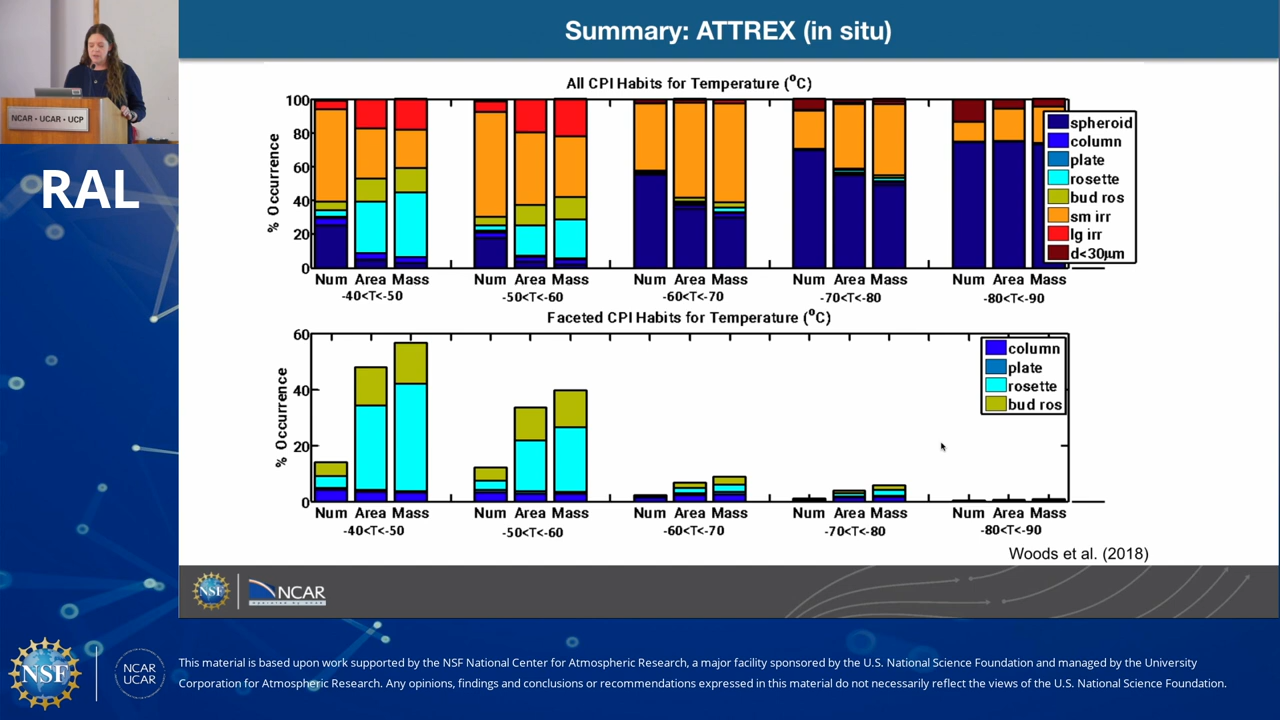 Summary: ATTREX (in situ)
NCAR • UCAR • UCP
RAL
All CPI Habits for Temperature (°C)
% Occurrence
100
80
60
40
20
0
spheroid
column
plate
rosette
bud ros
sm irr
lg irr
d<30µm
Num Area Mass Num Area Mass Num Area Mass Num Area Mass Num Area Mass
-40<T<-50 -50<T<-60 -60<T<-70 -70<T<-80 -80<T<-90
Faceted CPI Habits for Temperature (°C)
% Occurrence
60
40
20
0
column
plate
rosette
bud ros
Num Area Mass Num Area Mass Num Area Mass Num Area Mass Num Area Mass
-40<T<-50 -50<T<-60 -60<T<-70 -70<T<-80 -80<T<-90
Woods et al. (2018)
NSF NCAR
NSF
NCAR
UCAR
This material is based upon work supported by the NSF National Center for Atmospheric Research, a major facility sponsored by the U.S. National Science Foundation and managed by the University
Corporation for Atmospheric Research. Any opinions, findings and conclusions or recommendations expressed in this material do not necessarily reflect the views of the U.S. National Science Foundation.